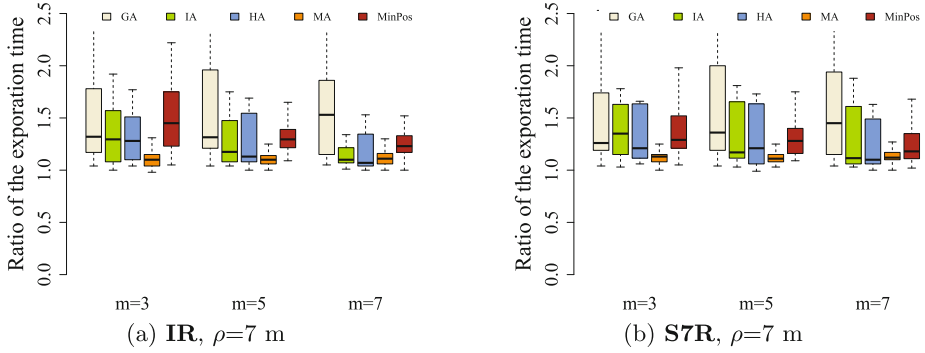 Ratio of the exporation time
0.0 0.5 1.0 1.5 2.0 2.5
GA IA HA MA MinPos
m=3 m=5 m=7
(a) IR, ρ=7 m
Ratio of the exporation time
0.0 0.5 1.0 1.5 2.0 2.5
GA IA HA MA MinPos
m=3 m=5 m=7
(b) S7R, ρ=7 m